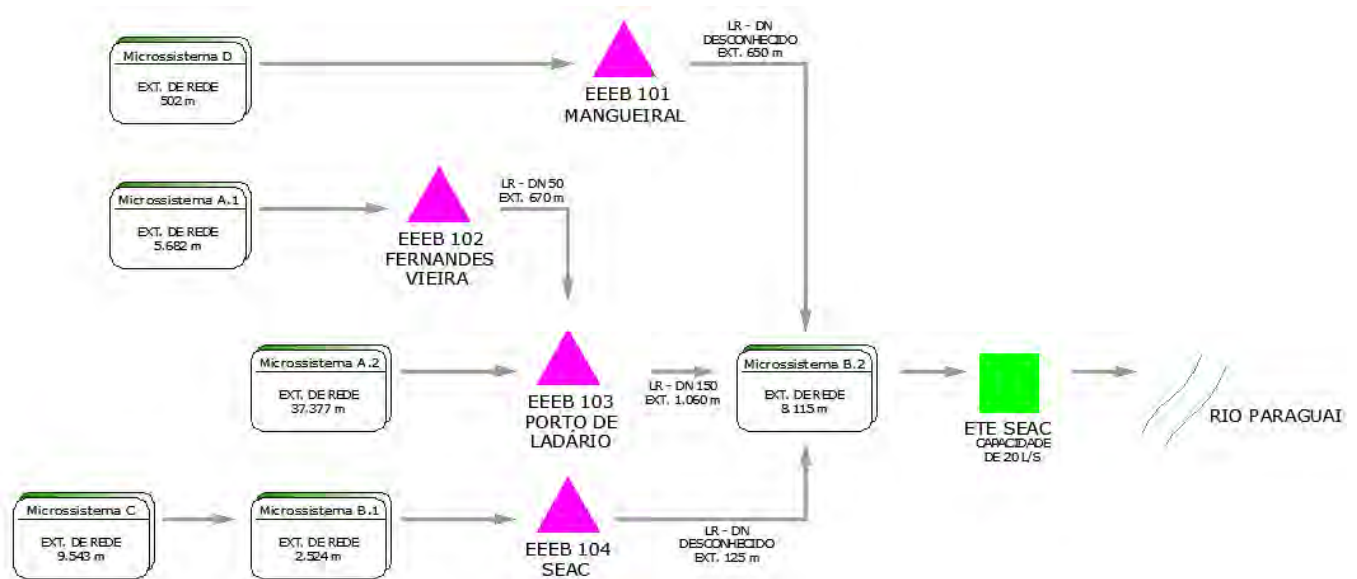 Microssistema D
EXT. DE REDE
502 m
EEEB 101
MANGUEIRAL
LR - DN
DESCONHECIDO
EXT. 650 m
Microssistema A.1
EXT. DE REDE
5.682 m
EEEB 102
FERNANDES
VIEIRA
LR - DN 50
EXT. 670 m
Microssistema A.2
EXT. DE REDE
37.377 m
EEEB 103
PORTO DE
LADÁRIO
LR - DN 150
EXT. 1.060 m
Microssistema B.2
EXT. DE REDE
8.115 m
ETE SEAC
CAPACIDADE
DE 20 L/S
RIO PARAGUAI
Microssistema C
EXT. DE REDE
9.543 m
Microssistema B.1
EXT. DE REDE
2.524 m
EEEB 104
SEAC
LR - DN
DESCONHECIDO
EXT. 125 m